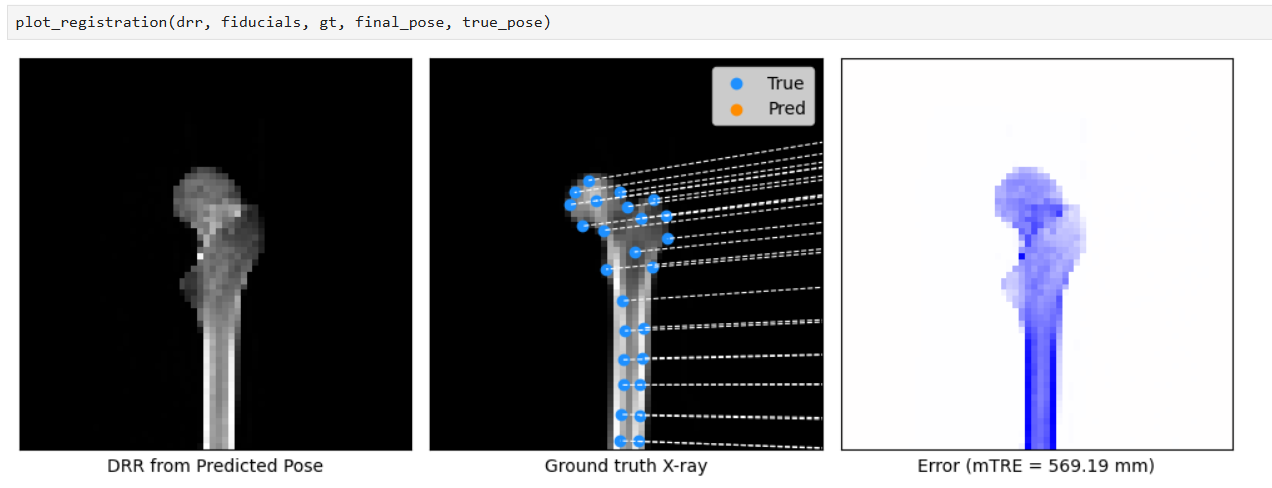 plot_registration(drr, fiducials, gt, final_pose, true_pose)
True
Pred
DRR from Predicted Pose
Ground truth X-ray
Error (mTRE = 569.19 mm)